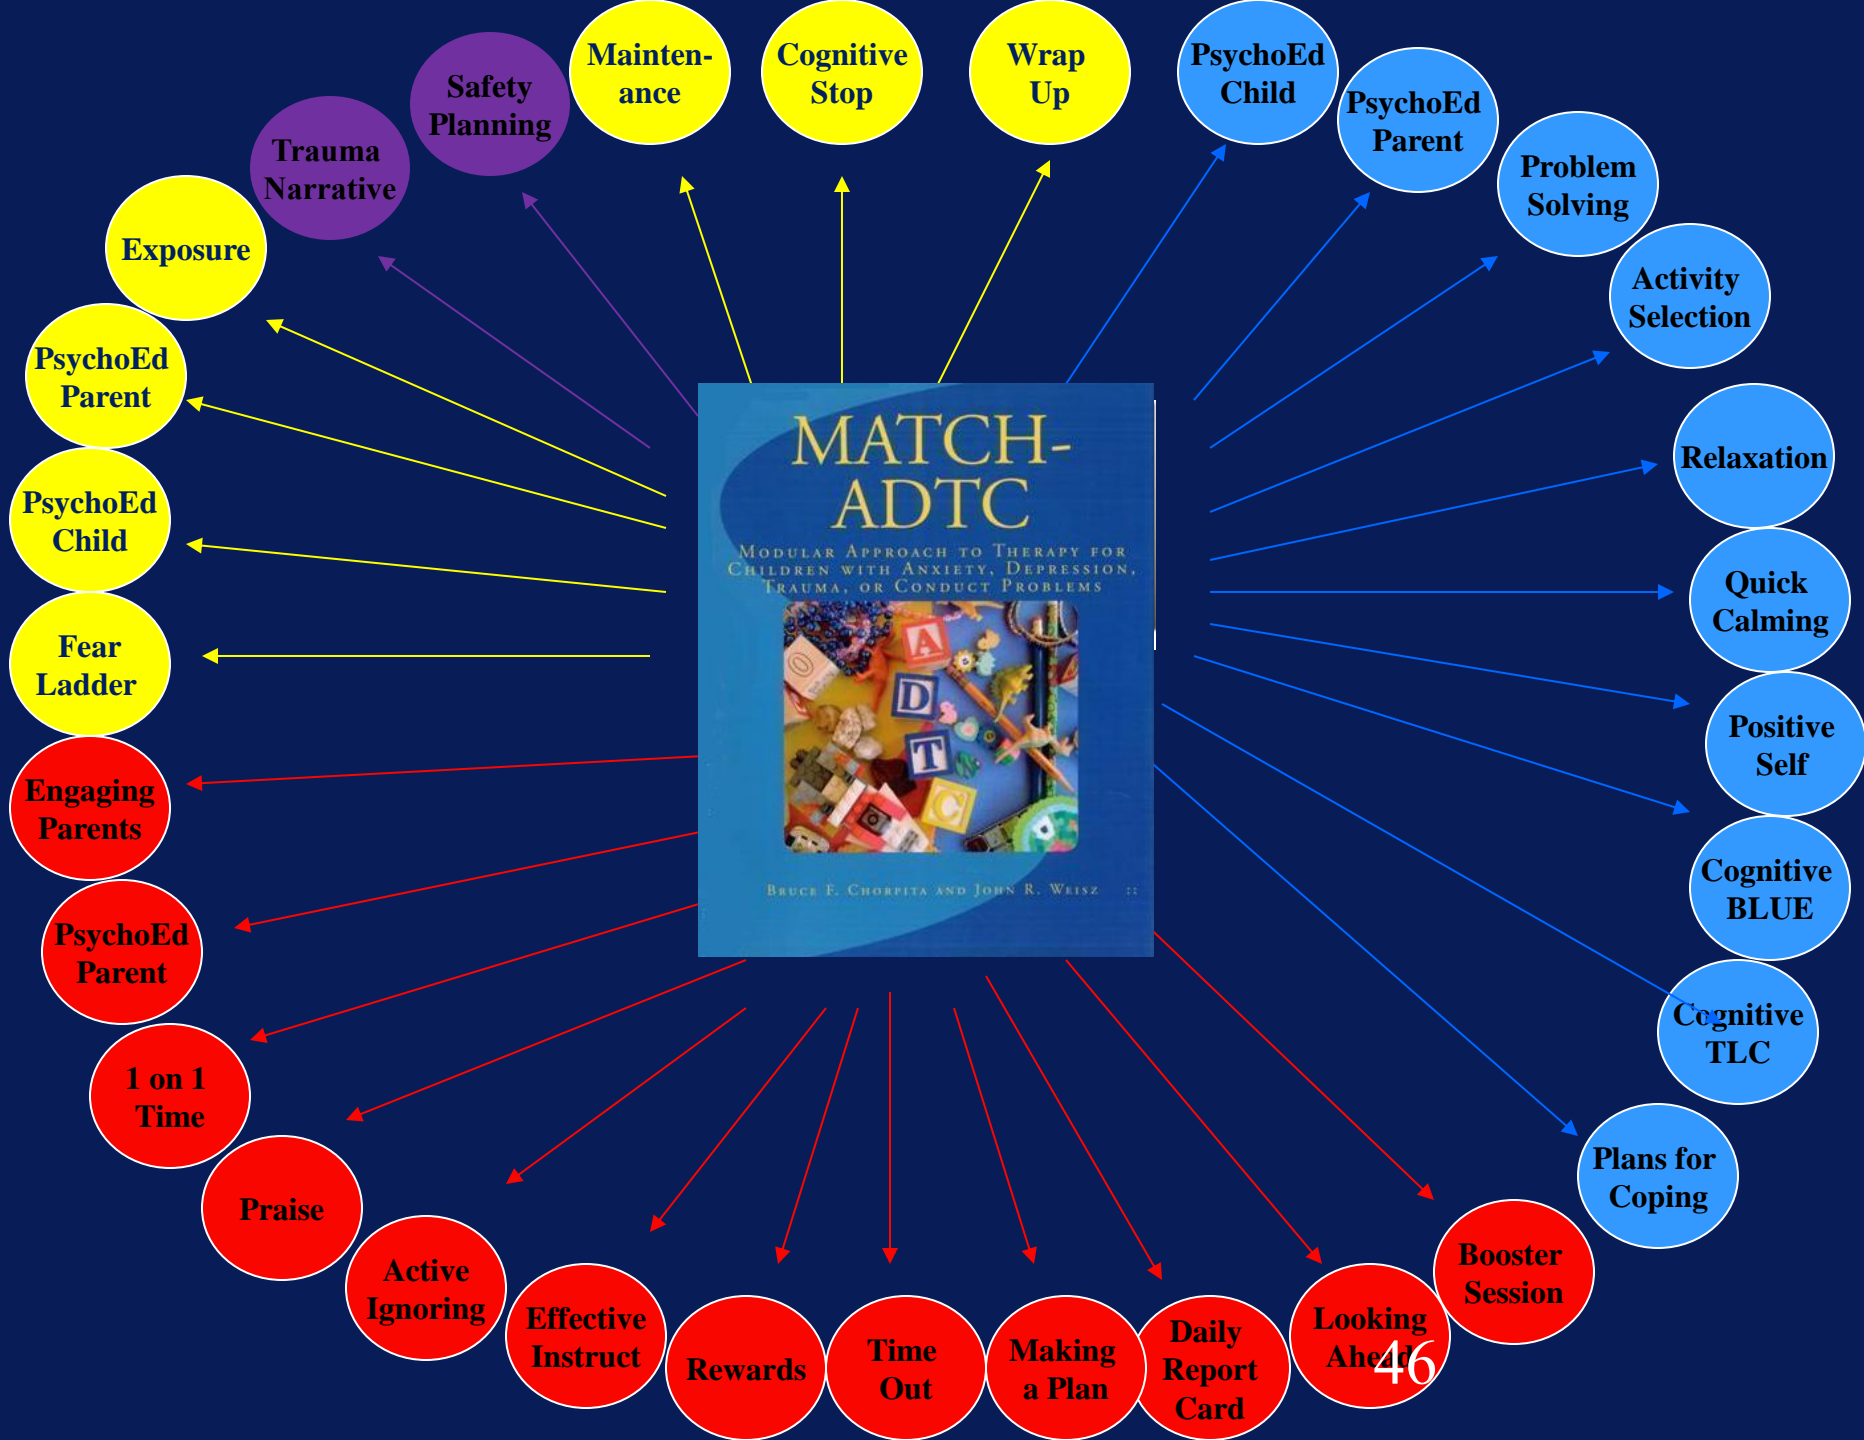 Mainten-
ance
Cognitive
Stop
Wrap
Up
PsychoEd
Child
PsychoEd
Parent
Problem
Solving
Activity
Selection
Relaxation
Quick
Calming
Positive
Self
Cognitive
BLUE
Cognitive
TLC
Plans for
Coping
Booster
Session
Looking
Ahead
46
Daily
Report
Card
Making
a Plan
Time
Out
Rewards
Effective
Instruct
Active
Ignoring
Praise
1 on 1
Time
PsychoEd
Parent
Engaging
Parents
Fear
Ladder
PsychoEd
Child
PsychoEd
Parent
Exposure
Trauma
Narrative
Safety
Planning
MATCH-
ADTC
MODULAR APPROACH TO THERAPY FOR
CHILDREN WITH ANXIETY, DEPRESSION,
TRAUMA, OR CONDUCT PROBLEMS
A
D
T
C
BRUCE F. CHORPITA AND JOHN R. WEISZ ::